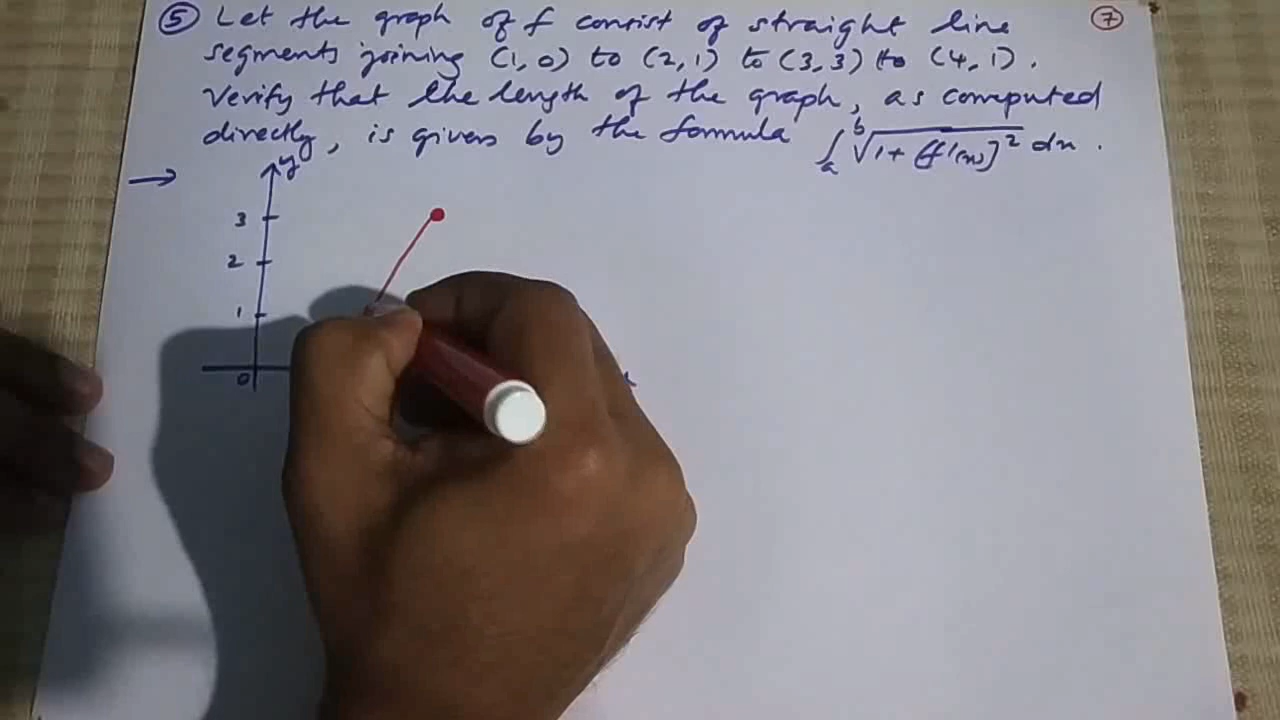 ⑤ Let the graph of f consist of straight line ⑦
segments joining (1, 0) to (2, 1) to (3, 3) to (4, 1).
Verify that the length of the graph, as computed
directly, is given by the formula ∫ₐᵇ √1 + [f'(x)]² dx.
y
3
2
1
0
x